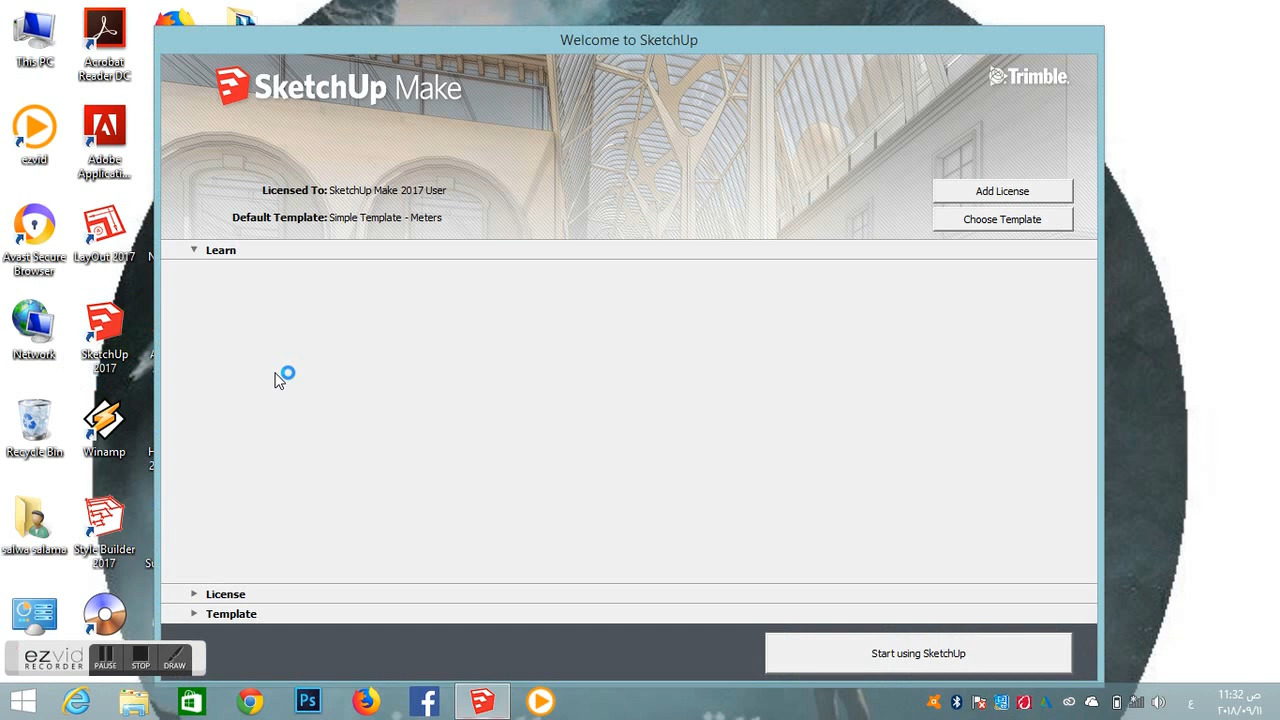 Welcome to SketchUp
SketchUp Make
Trimble.
Licensed To: SketchUp Make 2017 User
Default Template: Simple Template - Meters
Add License
Choose Template
Learn
License
Template
Start using SketchUp
This PC
Acrobat
Reader DC
ezvid
Adobe
Applicati...
Avast Secure
Browser
LayOut 2017
Network
SketchUp
2017
Recycle Bin
Winamp
salwa salama
Style Builder
2017
ezvid
RECORDER
PAUSE
STOP
DRAW
Ps
ع
11:32 ص
٢٠١٨/٠٩/١١